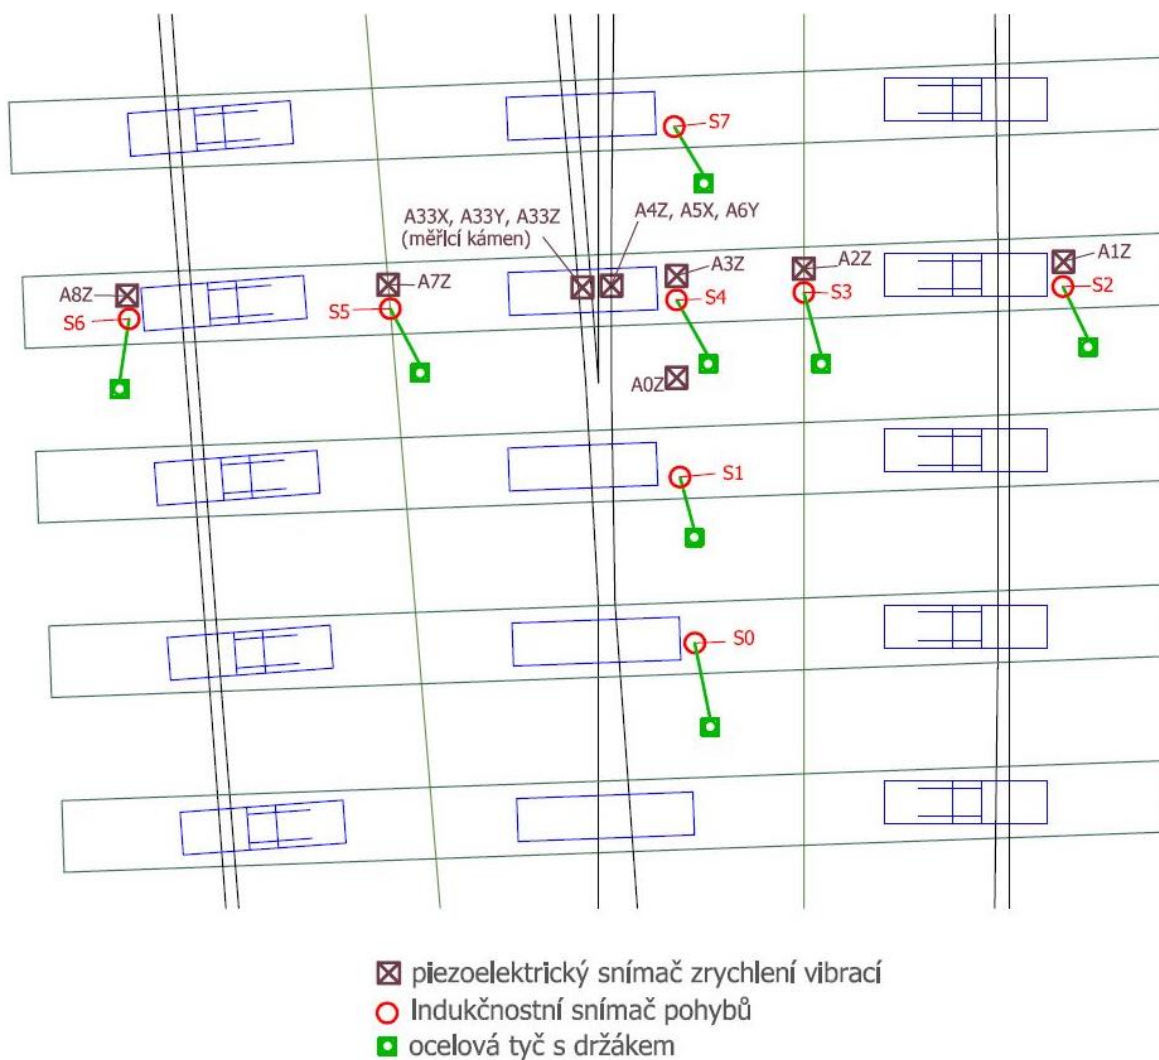 S7
A33X, A33Y, A33Z
(měřicí kámen)
A4Z, A5X, A6Y
A8Z
S6
A7Z
S5
A3Z
S4
A2Z
S3
A1Z
S2
A0Z
S1
S0
piezoelektrický snímač zrychlení vibrací
Indukčnostní snímač pohybů
ocelová tyč s držákem